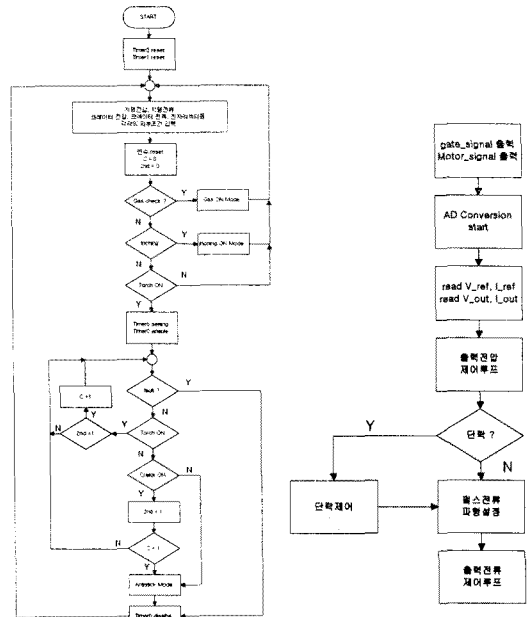 START
Timer0 reset
Timer1 reset
변수 reset
C = 0
2nd = 0
Gas check ?
Y
Gas ON Mode
N
Inching
Y
Inching ON Mode
N
Torch ON
N
Y
Timer0 setting
Timer0 enable
fault ?
Y
N
Torch ON
Y
2nd =1
Y
N
N
Crater ON
N
Y
2nd = 1
N
Y
Antistick Mode
Timer0 disable
gate_signal 출력
Motor_signal 출력
AD Conversion
start
read V_ref, I_ref
read V_out, I_out
출력전압
제어루프
단락 ?
Y
N
단락제어
펄스전류
파형설정
출력전류
제어루프